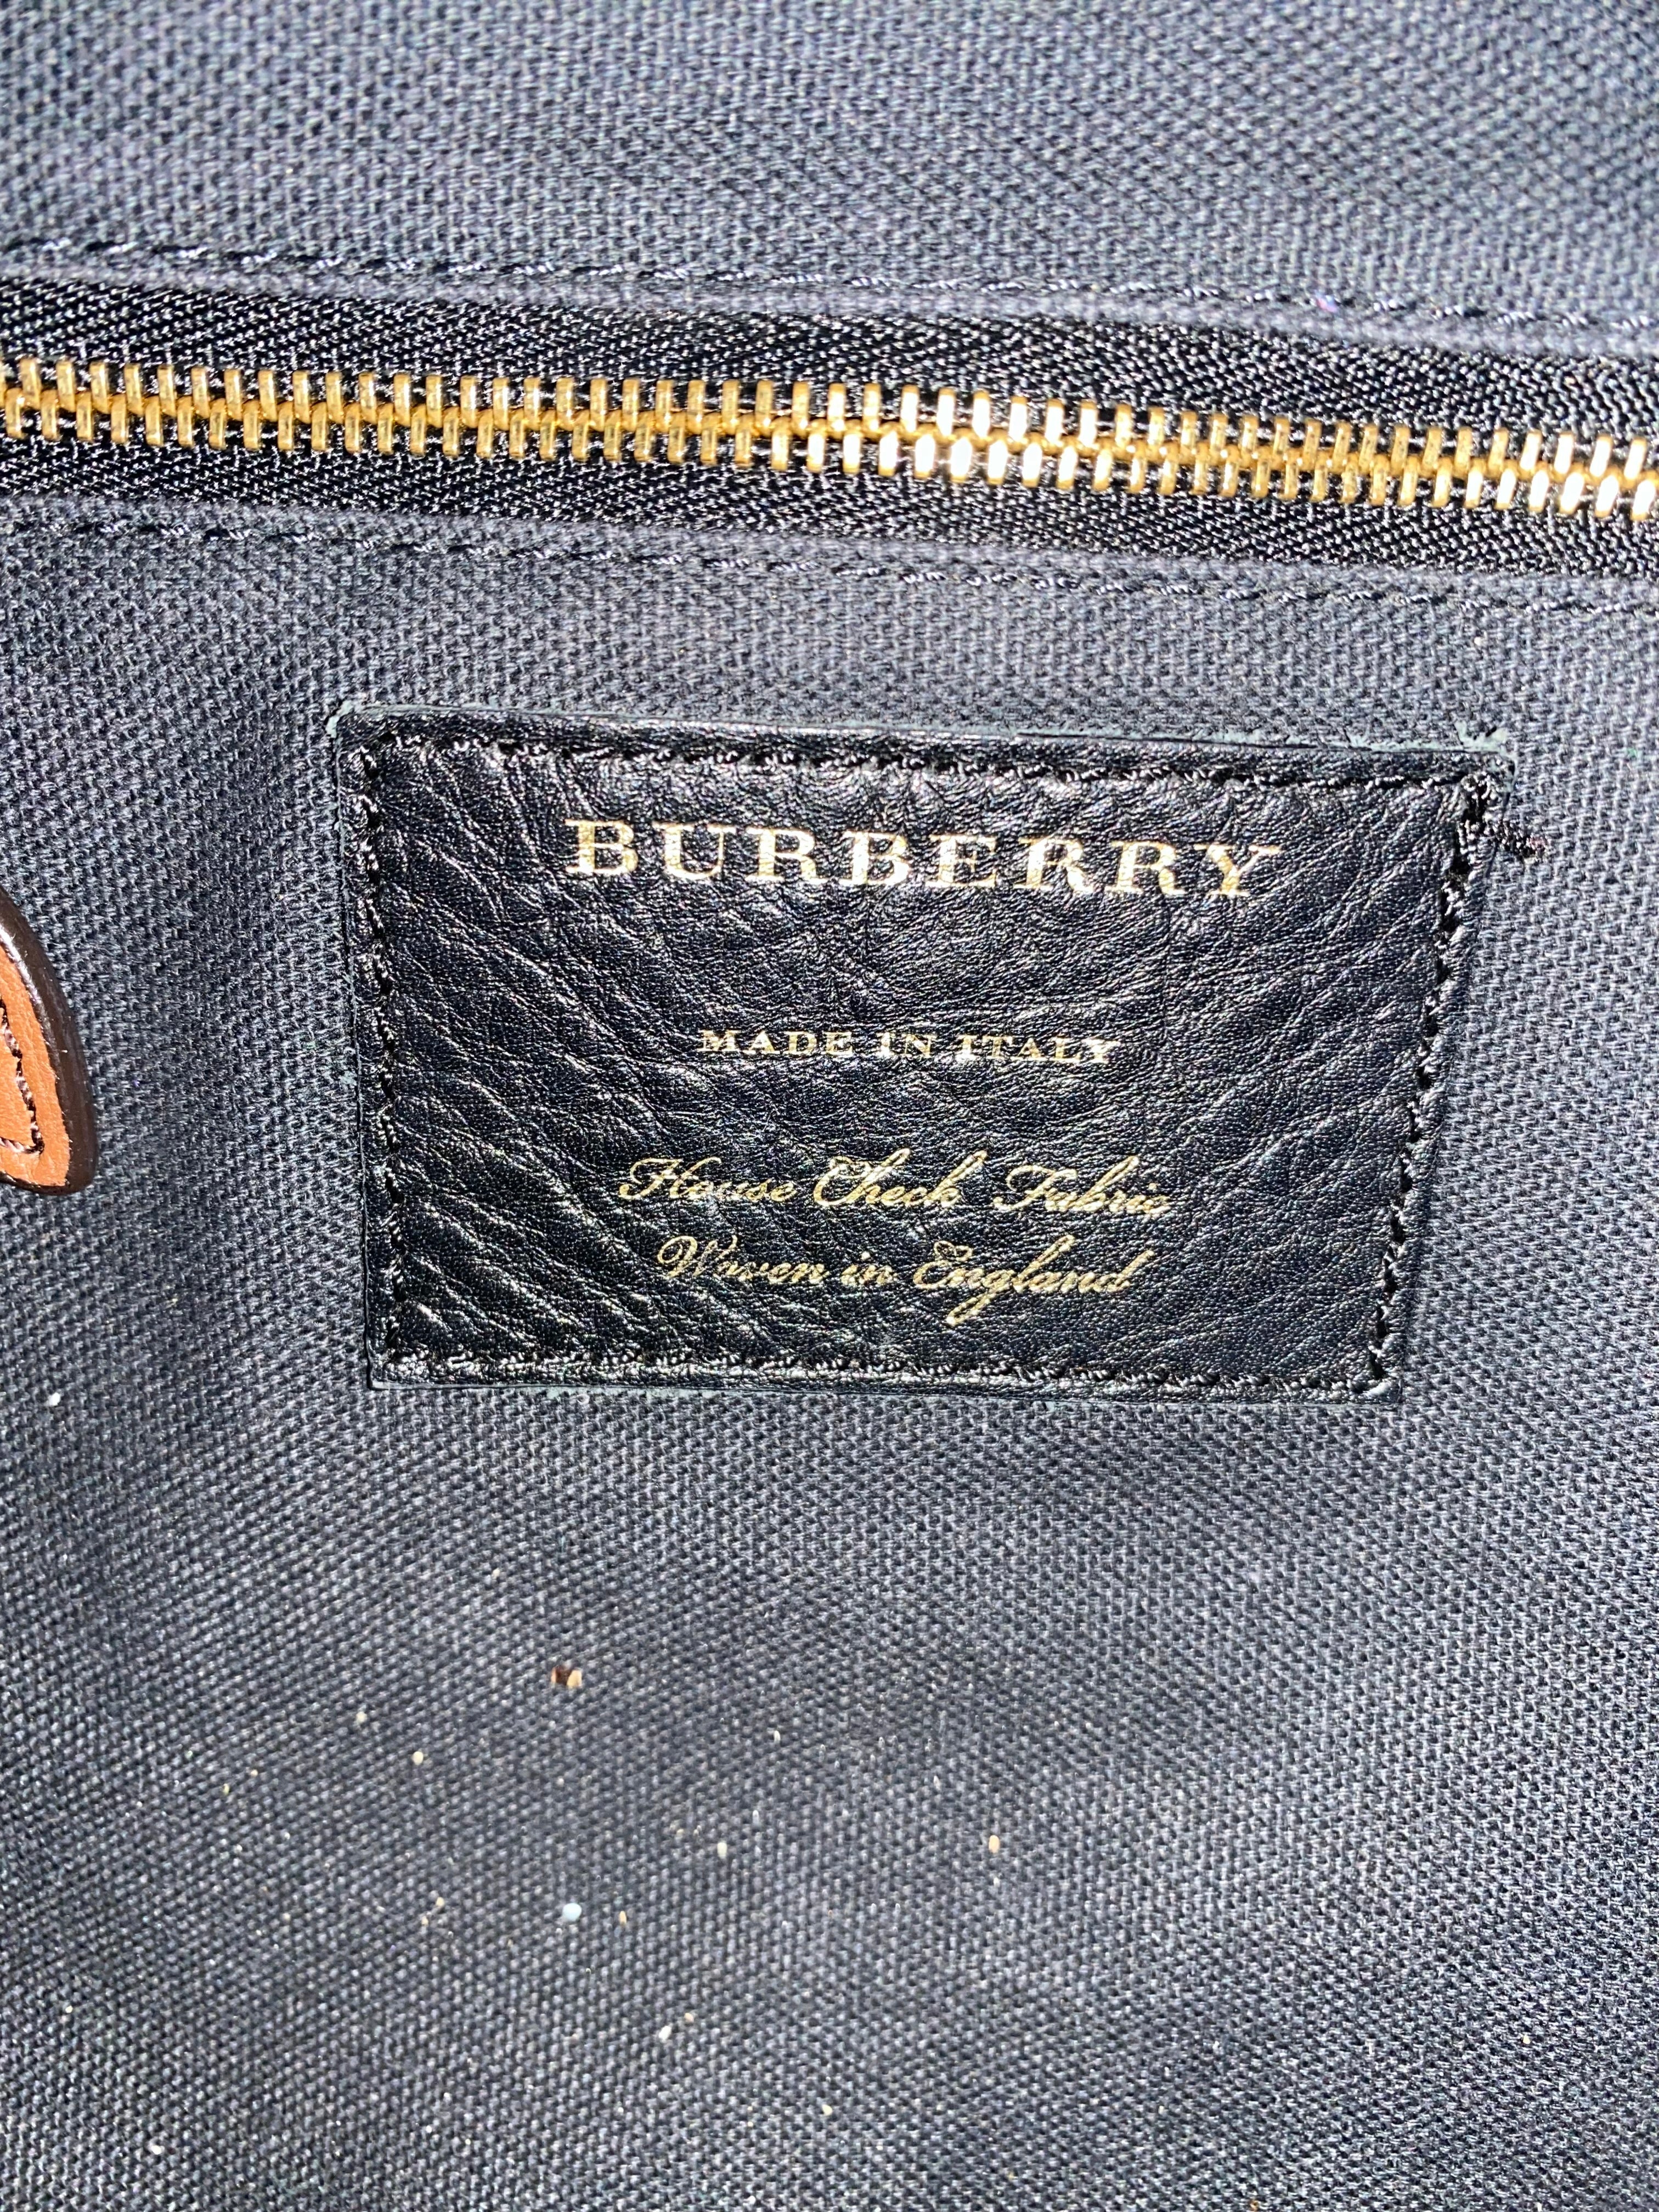 BURBERRY
MADE IN ITALY
House Check Fabric
Woven in England